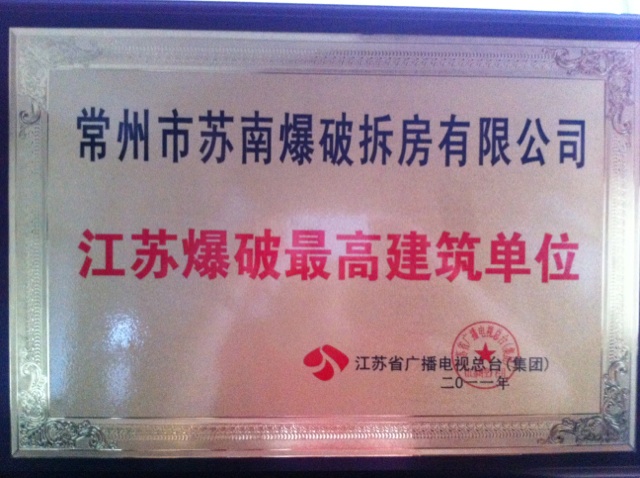 常州市苏南爆破拆房有限公司
江苏爆破最高建筑单位
江苏省广播电视总台(集团)
二0一一年